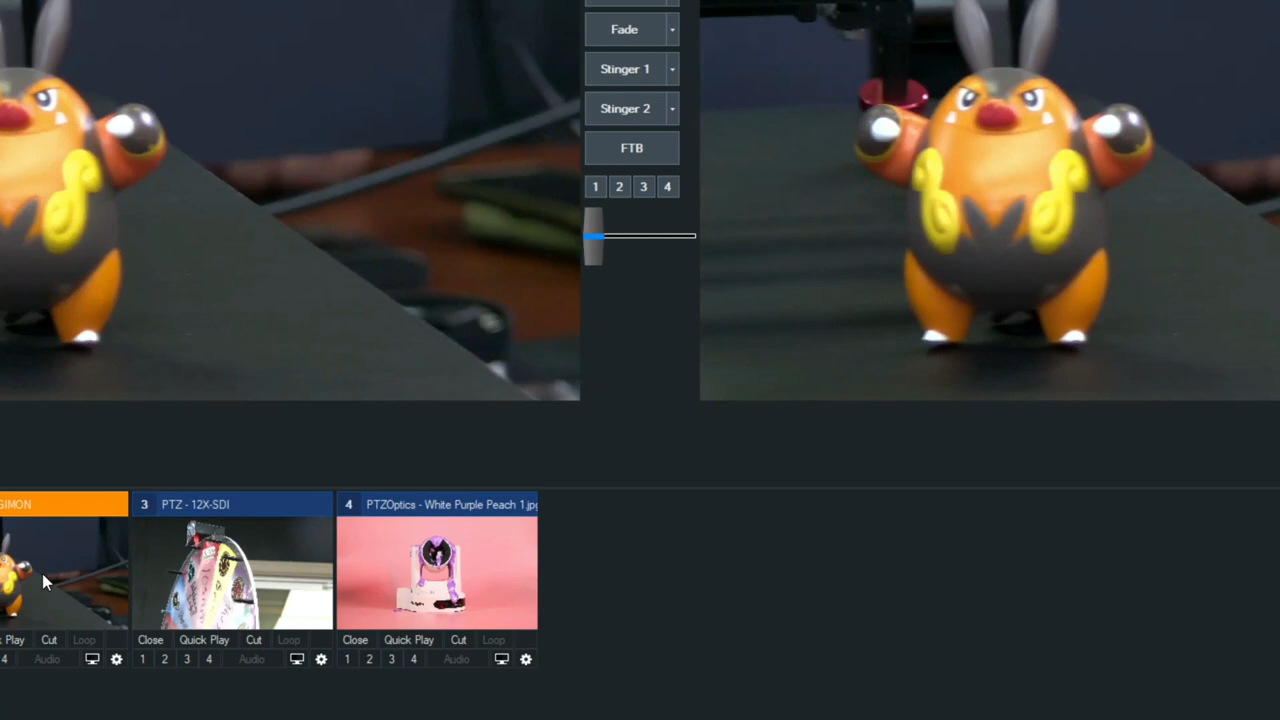 Fade
Stinger 1
Stinger 2
FTB
1 2 3 4
GIMON
3 PTZ - 12X-SDI
4 PTZOptics - White Purple Peach 1.jpg
k Play Cut Loop
Close Quick Play Cut Loop
Close Quick Play Cut Loop
4 Audio
1 2 3 4 Audio
1 2 3 4 Audio